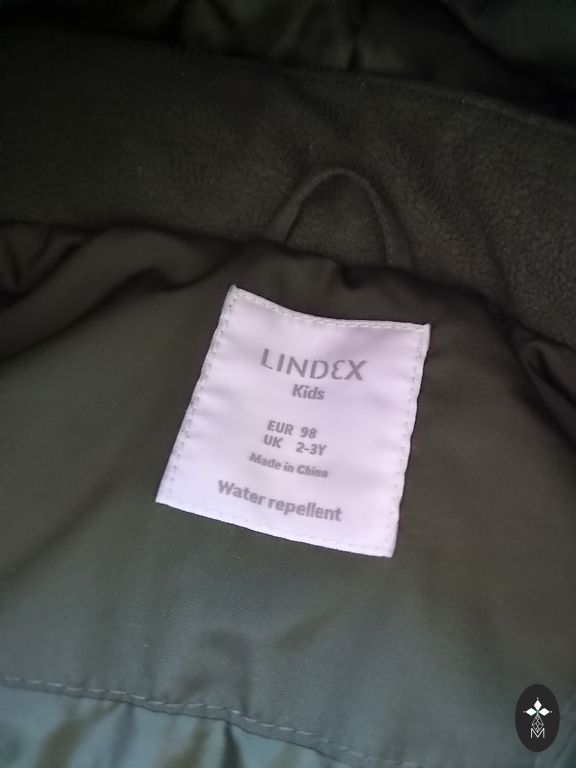 LINDEX
Kids
EUR 98
UK 2-3Y
Made in China
Water repellent
M